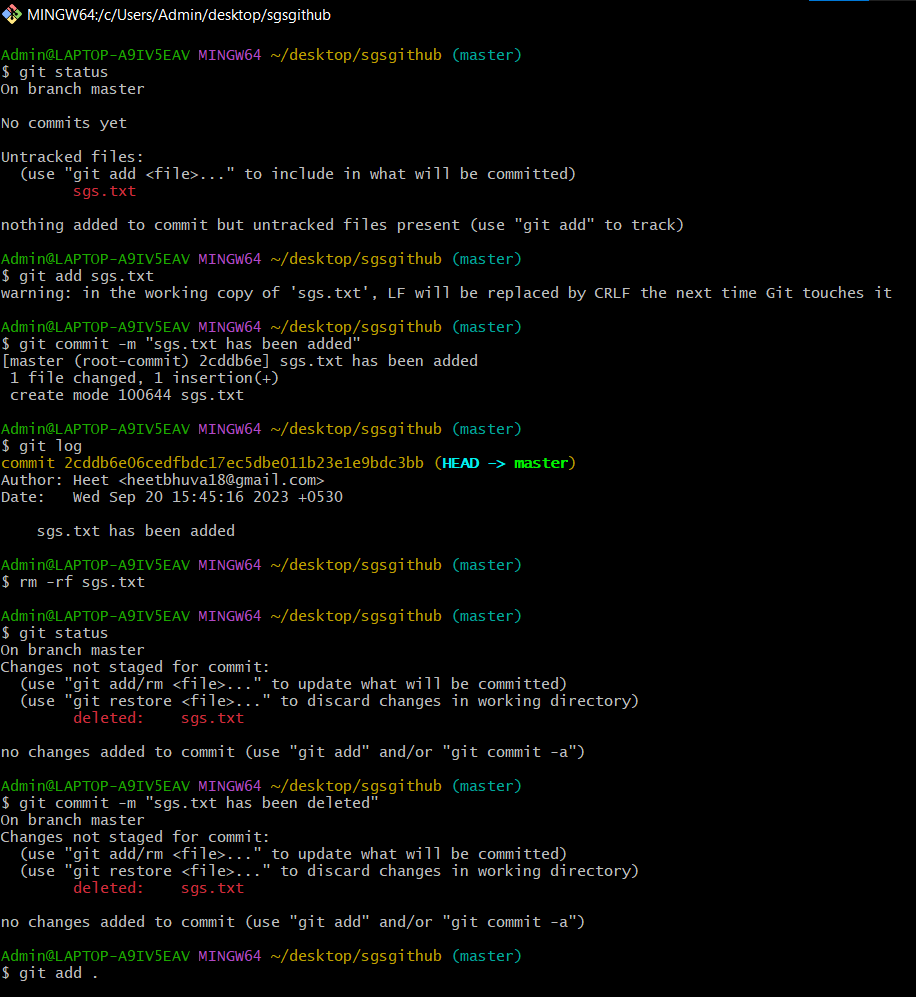 MINGW64:/c/Users/Admin/desktop/sgsgithub
Admin@LAPTOP-A9IV5EAV MINGW64 ~/desktop/sgsgithub (master)
$ git status
On branch master
No commits yet
Untracked files:
  (use "git add <file>..." to include in what will be committed)
        sgs.txt
nothing added to commit but untracked files present (use "git add" to track)
Admin@LAPTOP-A9IV5EAV MINGW64 ~/desktop/sgsgithub (master)
$ git add sgs.txt
warning: in the working copy of 'sgs.txt', LF will be replaced by CRLF the next time Git touches it
Admin@LAPTOP-A9IV5EAV MINGW64 ~/desktop/sgsgithub (master)
$ git commit -m "sgs.txt has been added"
[master (root-commit) 2cddb6e] sgs.txt has been added
 1 file changed, 1 insertion(+)
 create mode 100644 sgs.txt
Admin@LAPTOP-A9IV5EAV MINGW64 ~/desktop/sgsgithub (master)
$ git log
commit 2cddb6e06cedfbdc17ec5dbe011b23e1e9bdc3bb (HEAD -> master)
Author: Heet <heetbhuva18@gmail.com>
Date:   Wed Sep 20 15:45:16 2023 +0530
    sgs.txt has been added
Admin@LAPTOP-A9IV5EAV MINGW64 ~/desktop/sgsgithub (master)
$ rm -rf sgs.txt
Admin@LAPTOP-A9IV5EAV MINGW64 ~/desktop/sgsgithub (master)
$ git status
On branch master
Changes not staged for commit:
  (use "git add/rm <file>..." to update what will be committed)
  (use "git restore <file>..." to discard changes in working directory)
        deleted:    sgs.txt
no changes added to commit (use "git add" and/or "git commit -a")
Admin@LAPTOP-A9IV5EAV MINGW64 ~/desktop/sgsgithub (master)
$ git commit -m "sgs.txt has been deleted"
On branch master
Changes not staged for commit:
  (use "git add/rm <file>..." to update what will be committed)
  (use "git restore <file>..." to discard changes in working directory)
        deleted:    sgs.txt
no changes added to commit (use "git add" and/or "git commit -a")
Admin@LAPTOP-A9IV5EAV MINGW64 ~/desktop/sgsgithub (master)
$ git add .